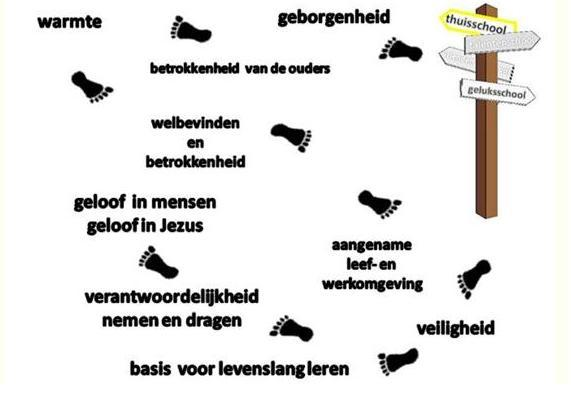 warmte
geborgenheid
thuisschool
betrokkenheid van de ouders
geluksschool
welbevinden
en
betrokkenheid
geloof in mensen
geloof in Jezus
aangename
leef- en
werkomgeving
verantwoordelijkheid
nemen en dragen
veiligheid
basis voor levenslang leren